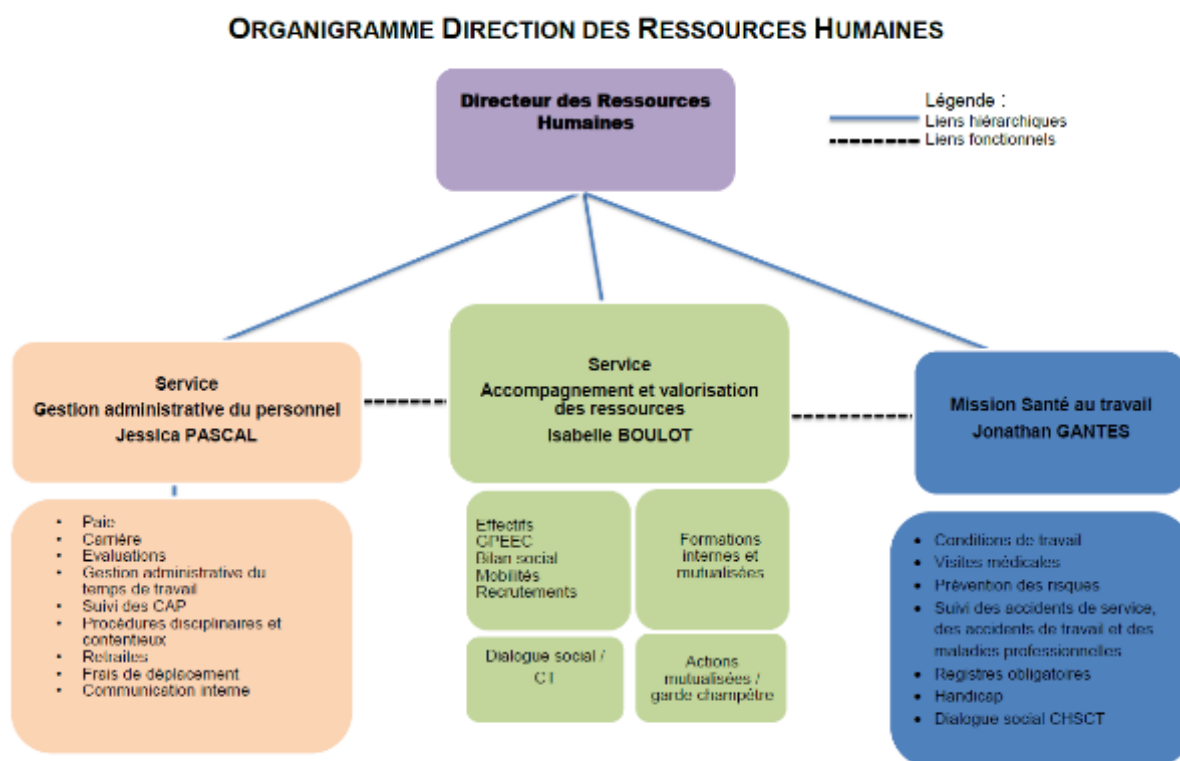 ORGANIGRAMME DIRECTION DES RESSOURCES HUMAINES
Directeur des Ressources
Humaines
Légende :
Liens hiérarchiques
Liens fonctionnels
Service
Gestion administrative du personnel
Jessica PASCAL
Service
Accompagnement et valorisation
des ressources
Isabelle BOULOT
Mission Santé au travail
Jonathan GANTES
• Paie
• Carrière
• Evaluations
• Gestion administrative du
temps de travail
• Suivi des CAP
• Procédures disciplinaires et
contentieux
• Retraites
• Frais de déplacement
• Communication interne
Effectifs
GPEEC
Bilan social
Mobilités
Recrutements
Formations
internes et
mutualisées
Dialogue social /
CT
Actions
mutualisées /
garde champêtre
• Conditions de travail
• Visites médicales
• Prévention des risques
• Suivi des accidents de service,
des accidents de travail et des
maladies professionnelles
• Registres obligatoires
• Handicap
• Dialogue social CHSCT